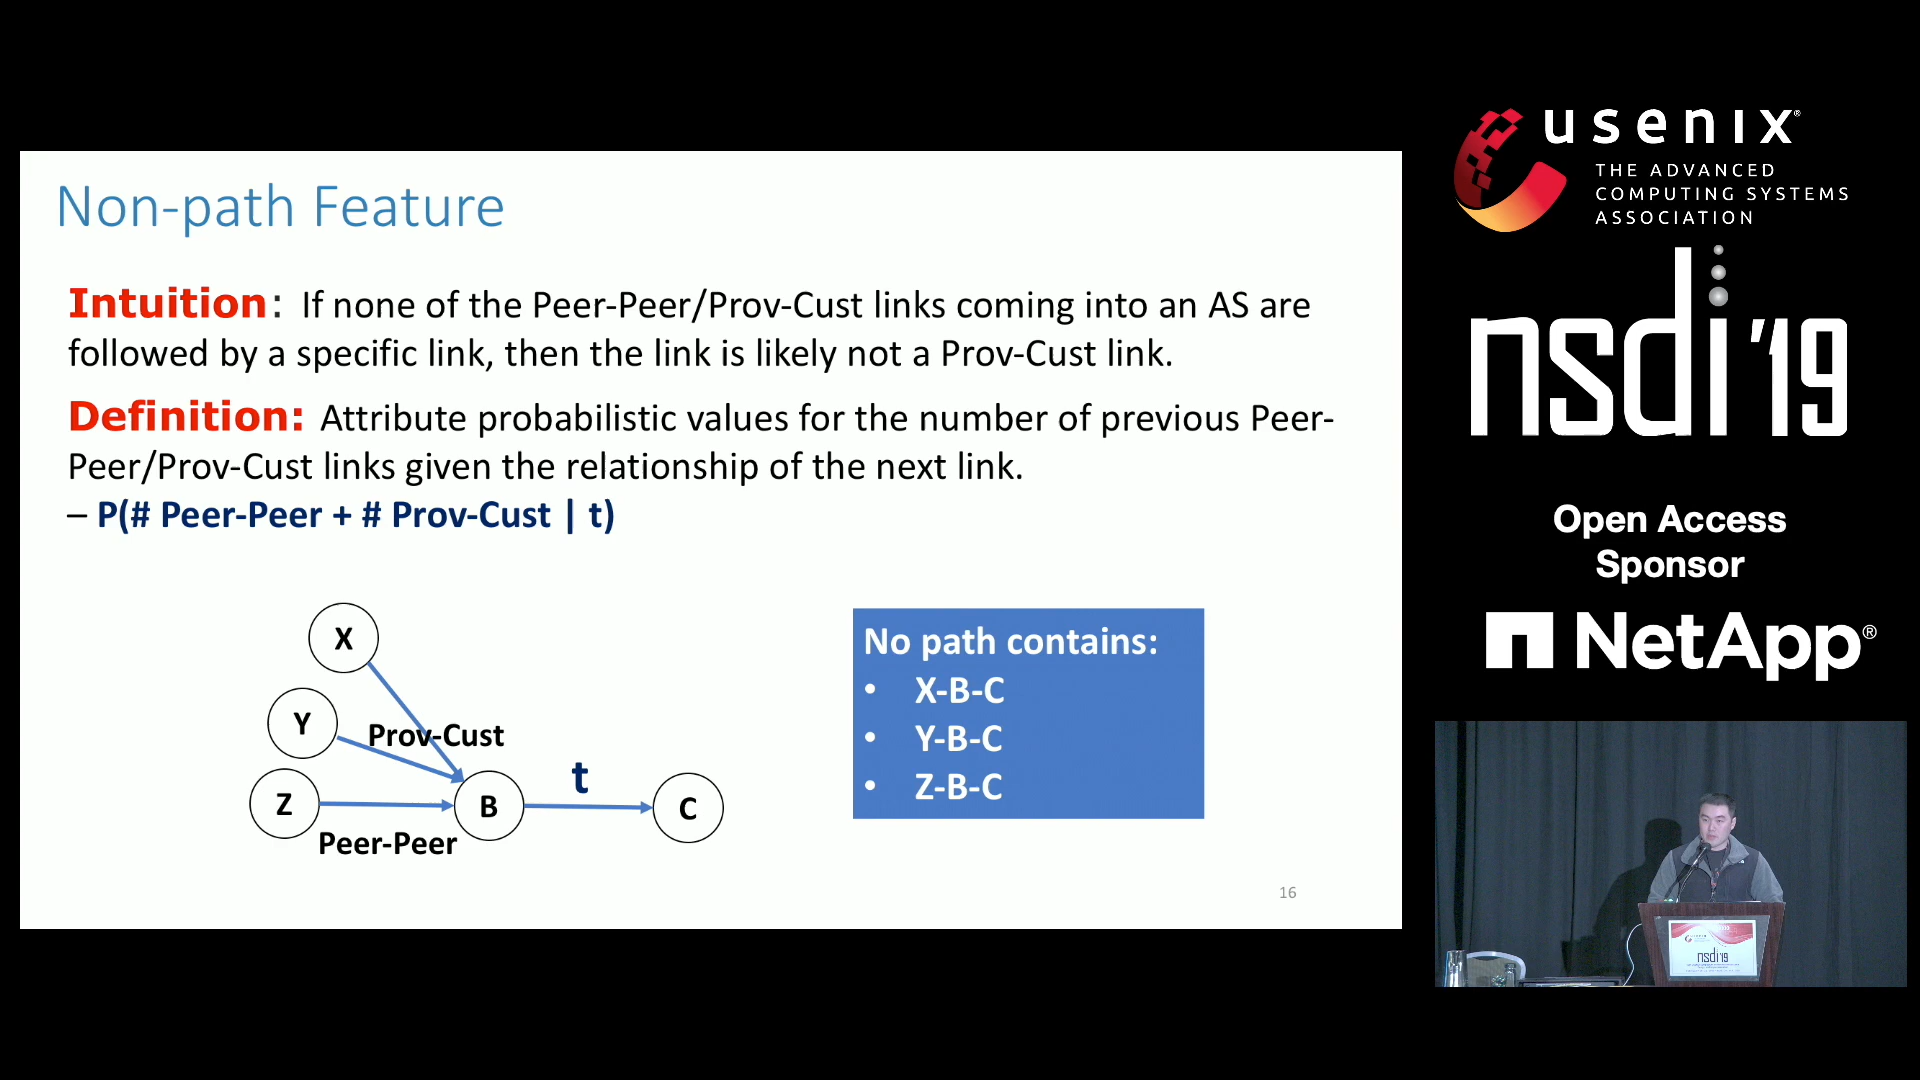 Non-path Feature
Intuition: If none of the Peer-Peer/Prov-Cust links coming into an AS are
followed by a specific link, then the link is likely not a Prov-Cust link.
Definition: Attribute probabilistic values for the number of previous Peer-
Peer/Prov-Cust links given the relationship of the next link.
– P(# Peer-Peer + # Prov-Cust | t)
X
Y
Prov-Cust
t
Z
B
C
Peer-Peer
No path contains:
• X-B-C
• Y-B-C
• Z-B-C
16
usenix®
THE ADVANCED
COMPUTING SYSTEMS
ASSOCIATION
nsdi '19
Open Access
Sponsor
NetApp®
nsdi'19